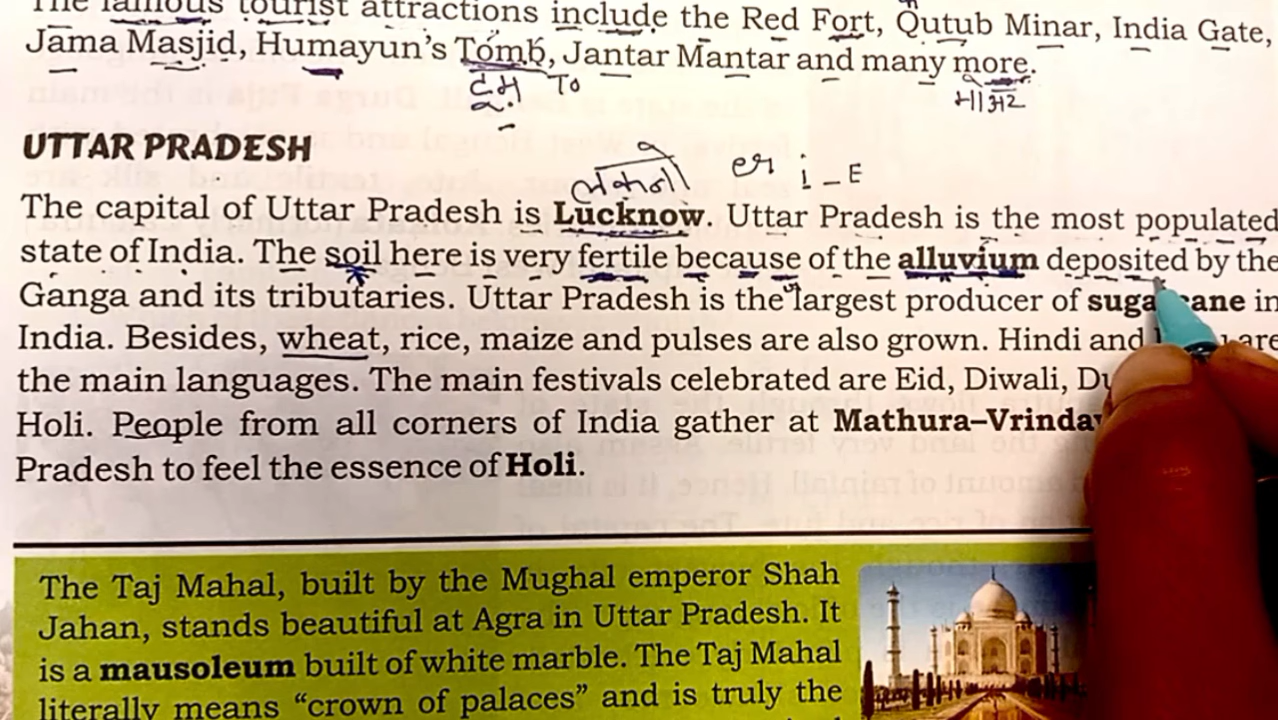 The famous tourist attractions include the Red Fort, Qutub Minar, India Gate,
Jama Masjid, Humayun's Tomb, Jantar Mantar and many more.
टुम To माअर
UTTAR PRADESH
er i - E
The capital of Uttar Pradesh is Lucknow. Uttar Pradesh is the most populated
state of India. The soil here is very fertile because of the alluvium deposited by the
Ganga and its tributaries. Uttar Pradesh is the largest producer of in
India. Besides, wheat, rice, maize and pulses are also grown. Hindi and are
the main languages. The main festivals celebrated are Eid, Diwali,
Holi. People from all corners of India gather at
Pradesh to feel the essence of Holi.
The Taj Mahal, built by the Mughal emperor Shah
Jahan, stands beautiful at Agra in Uttar Pradesh. It
is a mausoleum built of white marble. The Taj Mahal
literally means "crown of palaces" and is truly the